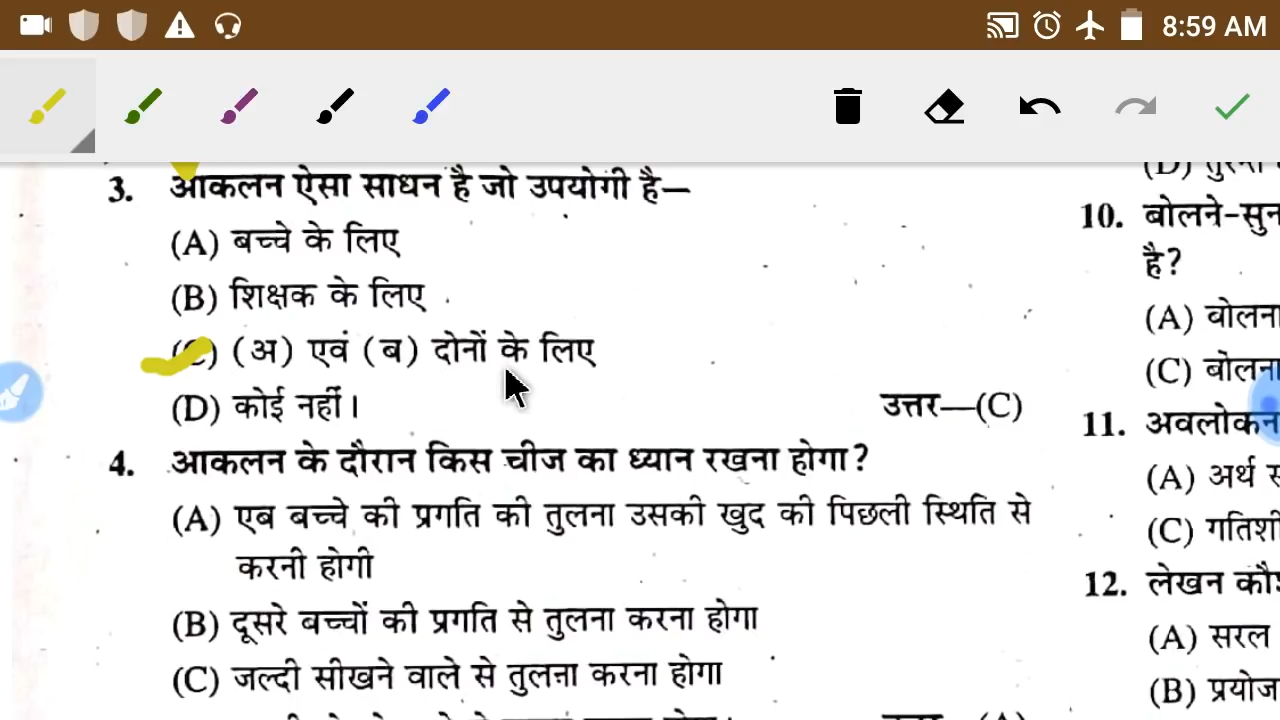 8:59 AM
3. आकलन ऐसा साधन है जो उपयोगी है—
(A) बच्चे के लिए
(B) शिक्षक के लिए
(C) (अ) एवं (ब) दोनों के लिए
(D) कोई नहीं।
उत्तर—(C)
4. आकलन के दौरान किस चीज का ध्यान रखना होगा?
(A) एब बच्चे की प्रगति की तुलना उसकी खुद की पिछली स्थिति से
करनी होगी
(B) दूसरे बच्चों की प्रगति से तुलना करना होगा
(C) जल्दी सीखने वाले से तुलना करना होगा
10. बोलने-सुन
है?
(A) बोलना
(C) बोलना
11. अवलोकन
(A) अर्थ
(C) गतिशी
12. लेखन
(A) सरल
(B) प्रयोज